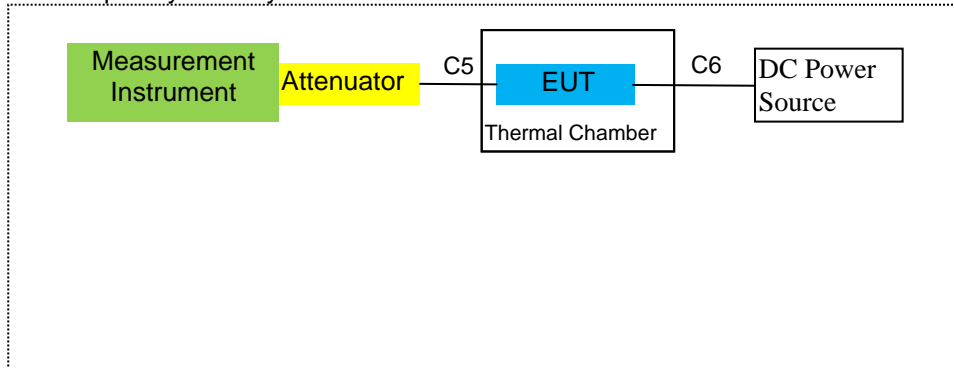 Measurement
Instrument
Attenuator
C5
EUT
Thermal Chamber
C6
DC Power
Source